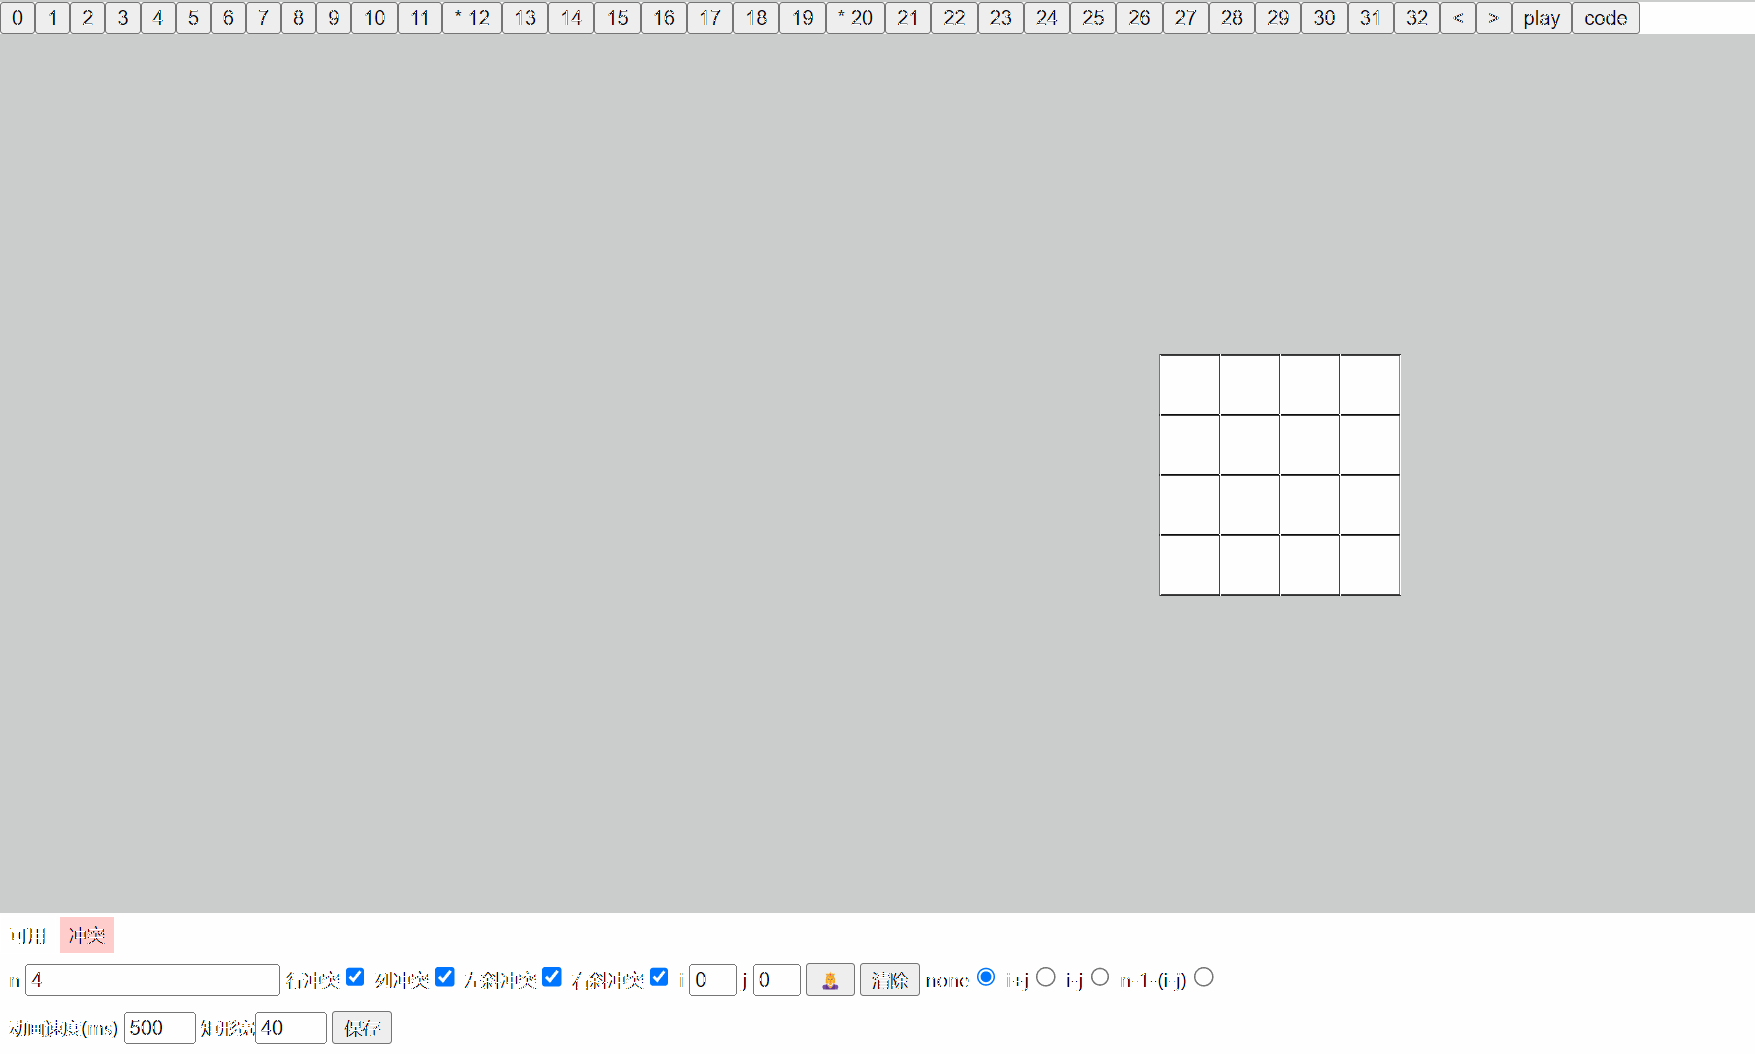 0 1 2 3 4 5 6 7 8 9 10 11 * 12 13 14 15 16 17 18 19 * 20 21 22 23 24 25 26 27 28 29 30 31 32 < > play code
可用 冲突
n 4 行冲突 列冲突 左斜冲突 右斜冲突 i 0 j 0 清除 none i+j i-j n-1-(i-j)
动画速度(ms) 500 矩形宽 40 保存